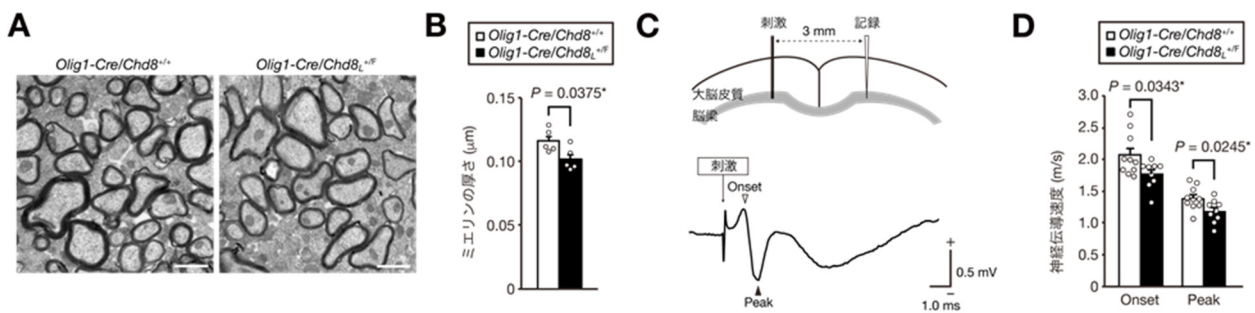 A
Olig1-Cre/Chd8+/+
Olig1-Cre/Chd8L+/F
B
Olig1-Cre/Chd8+/+
Olig1-Cre/Chd8L+/F
P = 0.0375*
0.15
0.10
0.05
0
ミエリンの厚さ (μm)
C
刺激
記録
3 mm
大脳皮質
脳梁
刺激
Onset
Peak
+
0.5 mV
−
1.0 ms
D
Olig1-Cre/Chd8+/+
Olig1-Cre/Chd8L+/F
P = 0.0343*
P = 0.0245*
3.0
2.5
2.0
1.5
1.0
0.5
0
神経伝導速度 (m/s)
Onset
Peak